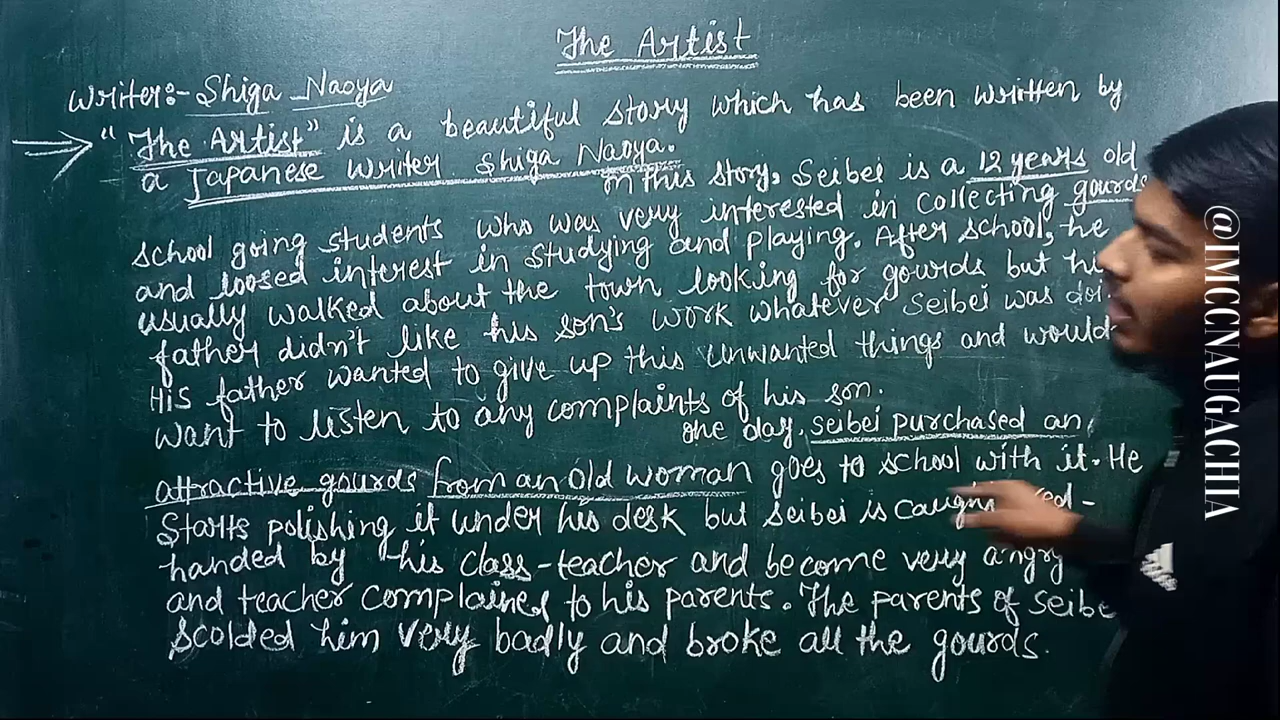 The Artist
Writer:- Shiga Naoya
"The Artist" is a beautiful story which has been written by
a Japanese writer Shiga Naoya.
In this story, Seibei is a 12 years old
school going students who was very interested in collecting gourds
and loosed interest in studying and playing. After school, he
usually walked about the town looking for gourds but his
father didn't like his son's work whatever Seibei was
His father wanted to give up this unwanted things and would
want to listen to any complaints of his son.
One day, Seibei purchased an
attractive gourds from an old woman goes to school with it. He
starts polishing it under his desk but Seibei is
handed by his class-teacher and become very angry
and teacher complained to his parents. The parents of
scolded him very badly and broke all the gourds.
@IMCCNAUGACHIA